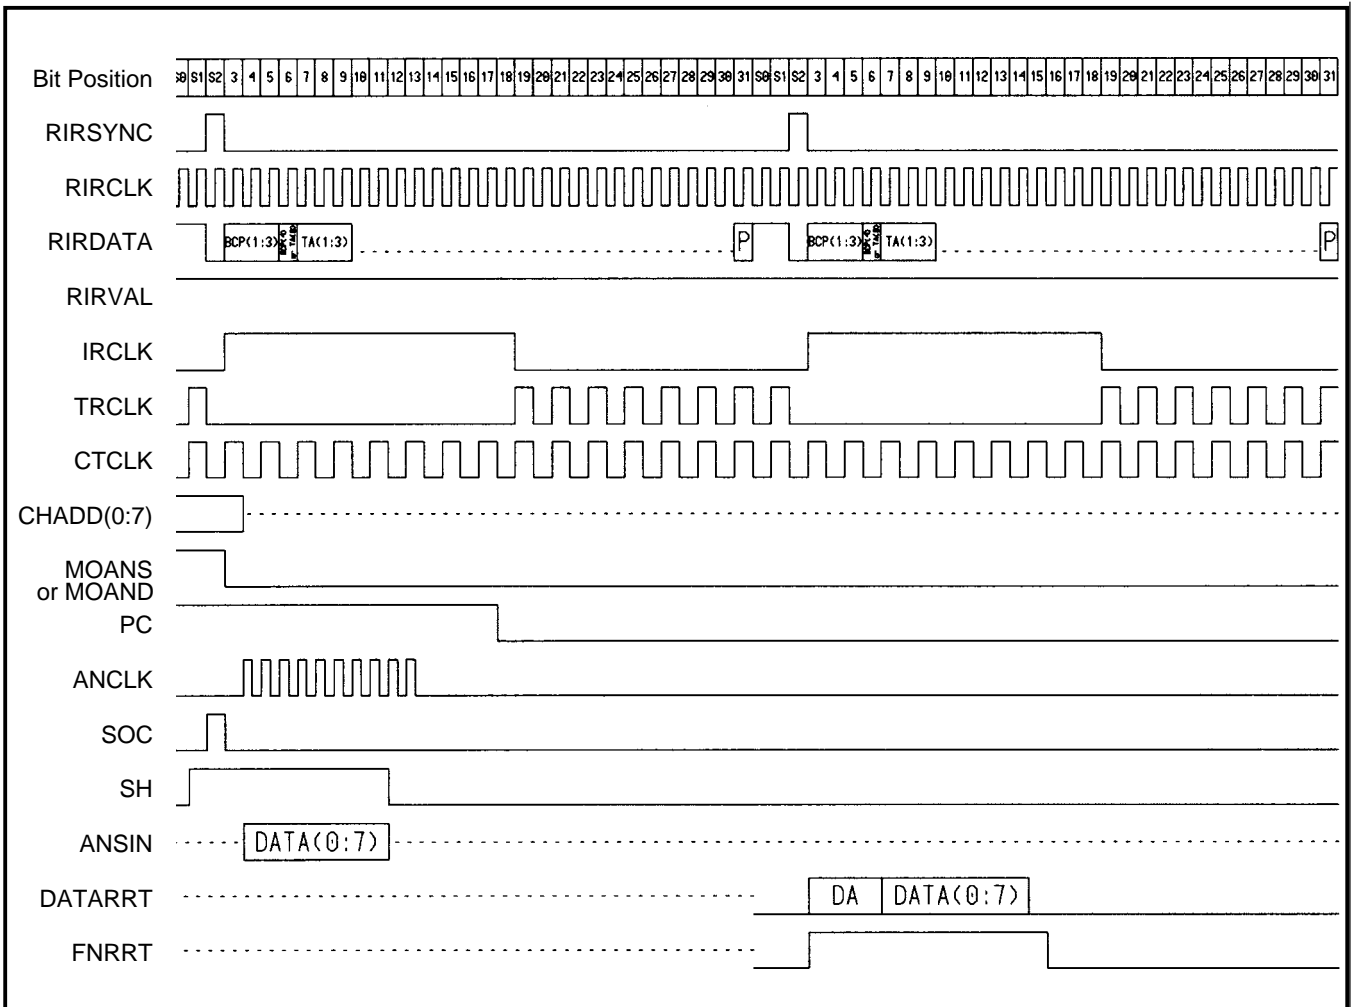 Bit Position S0 S1 S2 3 4 5 6 7 8 9 10 11 12 13 14 15 16 17 18 19 20 21 22 23 24 25 26 27 28 29 30 31 S0 S1 S2 3 4 5 6 7 8 9 10 11 12 13 14 15 16 17 18 19 20 21 22 23 24 25 26 27 28 29 30 31
RIRSYNC
RIRCLK
RIRDATA BCP(1:3) TA(1:3) P BCP(1:3) TA(1:3) P
RIRVAL
IRCLK
TRCLK
CTCLK
CHADD(0:7)
MOANS
or MOAND
PC
ANCLK
SOC
SH
ANSIN DATA(0:7)
DATARRT DA DATA(0:7)
FNRRT